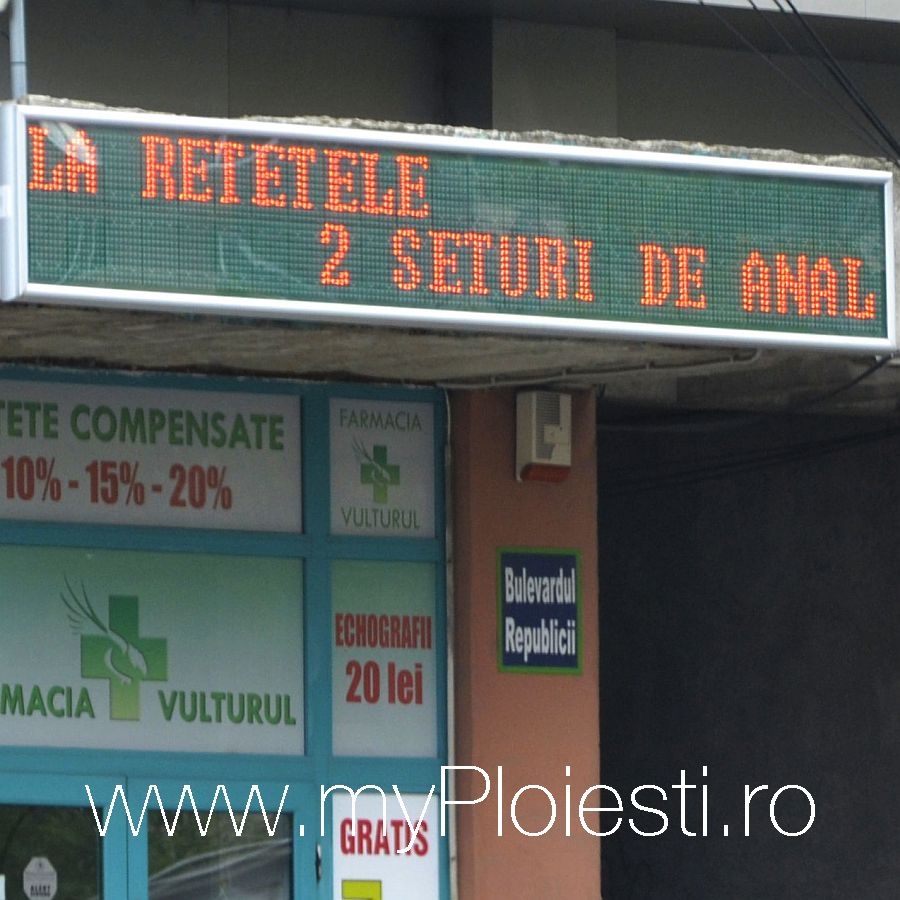 LA RETETELE
2 SETURI DE ANAL
TETE COMPENSATE
10% - 15% - 20%
FARMACIA
VULTURUL
MACIA VULTURUL
ECHOGRAFII
20 lei
Bulevardul
Republicii
www.myPloiesti.ro
GRATIS
ALERT